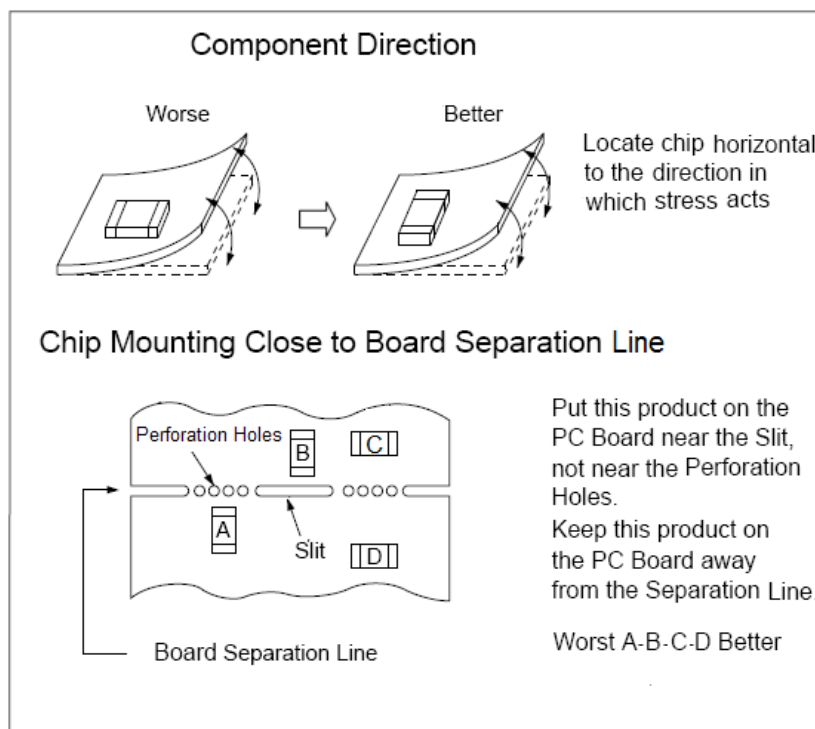 Component Direction
Worse
Better
Locate chip horizontal
to the direction in
which stress acts
Chip Mounting Close to Board Separation Line
Perforation Holes
B
C
A
Slit
D
Board Separation Line
Put this product on the
PC Board near the Slit,
not near the Perforation
Holes.
Keep this product on
the PC Board away
from the Separation Line.
Worst A-B-C-D Better